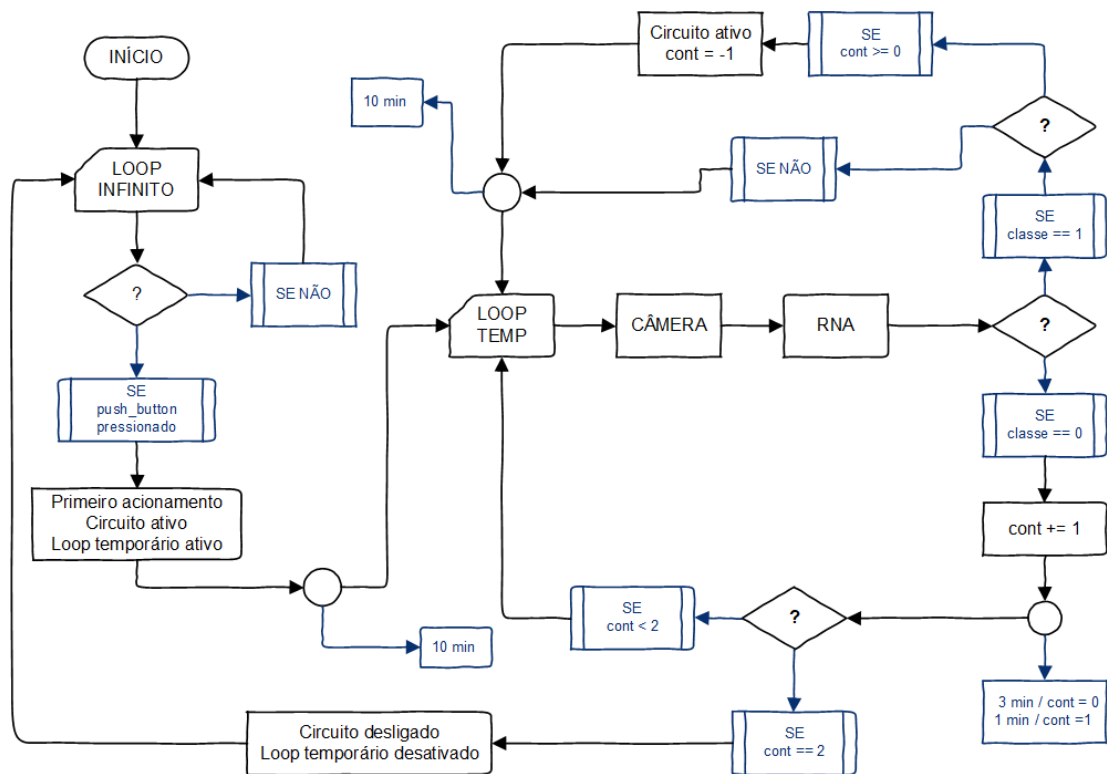 INÍCIO
LOOP
INFINITO
?
SE NÃO
SE
push_button
pressionado
Primeiro acionamento
Circuito ativo
Loop temporário ativo
10 min
LOOP
TEMP
CÂMERA
RNA
?
SE
classe == 1
?
SE
cont >= 0
Circuito ativo
cont = -1
SE NÃO
10 min
SE
classe == 0
cont += 1
3 min / cont = 0
1 min / cont =1
?
SE
cont < 2
SE
cont == 2
Circuito desligado
Loop temporário desativado